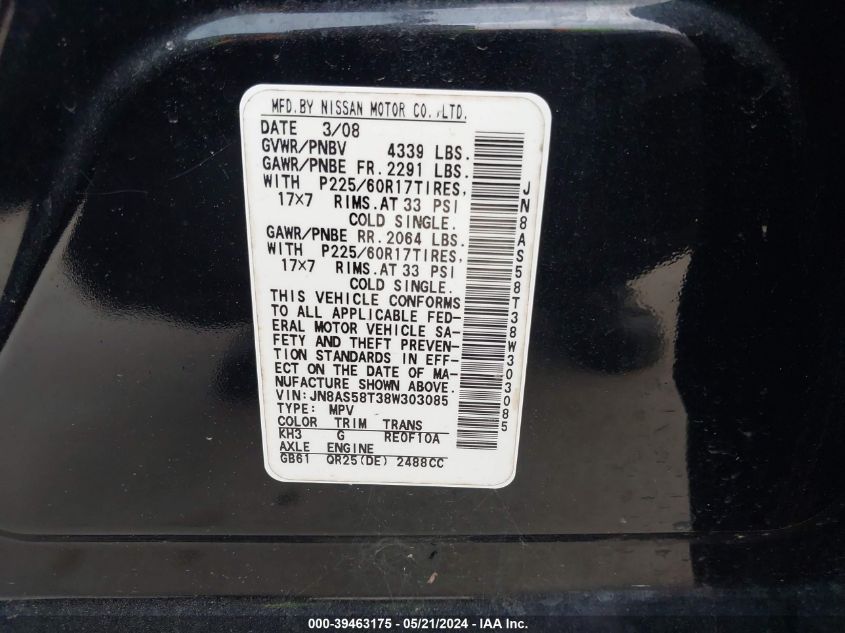 MFD.BY NISSAN MOTOR CO.,LTD.
DATE 3/08
GVWR/PNBV 4339 LBS.
GAWR/PNBE FR. 2291 LBS.
WITH P225/60R17TIRES,
17×7 RIMS.AT 33 PSI
COLD SINGLE.
GAWR/PNBE RR. 2064 LBS.
WITH P225/60R17TIRES,
17×7 RIMS.AT 33 PSI
COLD SINGLE.
THIS VEHICLE CONFORMS
TO ALL APPLICABLE FED-
ERAL MOTOR VEHICLE SA-
FETY AND THEFT PREVEN-
TION STANDARDS IN EFF-
ECT ON THE DATE OF MA-
NUFACTURE SHOWN ABOVE.
VIN:JN8AS58T38W303085
TYPE: MPV
COLOR TRIM TRANS
KH3 G RE0F10A
AXLE ENGINE
GB61 QR25(DE) 2488CC
JN8AS58T38W303085
000-39463175 - 05/21/2024 - IAA Inc.